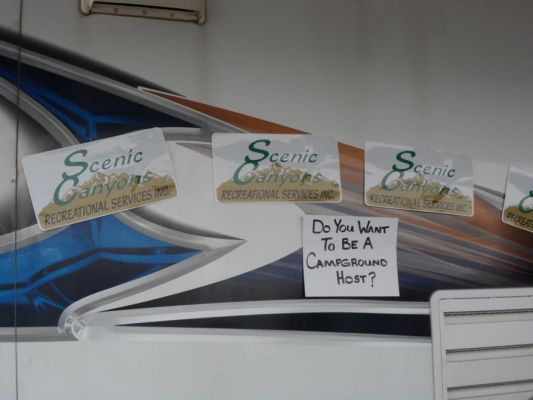 Scenic
Canyons
RECREATIONAL SERVICES INC.
Scenic
Canyons
RECREATIONAL SERVICES INC.
Scenic
Canyons
RECREATIONAL SERVICES INC.
DO YOU WANT
TO BE A
CAMPGROUND
HOST?